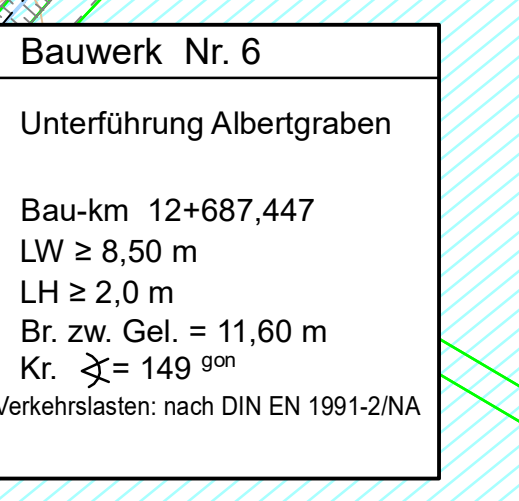 Bauwerk Nr. 6
Unterführung Albertgraben
Bau-km 12+687,447
LW ≥ 8,50 m
LH ≥ 2,0 m
Br. zw. Gel. = 11,60 m
Kr. ∢ = 149 gon
Verkehrslasten: nach DIN EN 1991-2/NA